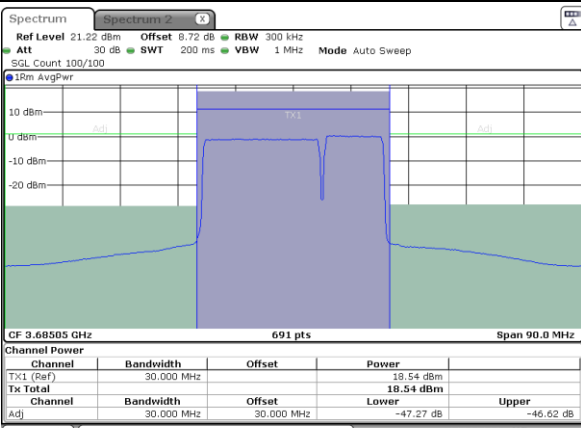 Spectrum Spectrum 2 X
Ref Level 21.22 dBm Offset 8.72 dB RBW 300 kHz
Att 30 dB SWT 200 ms VBW 1 MHz Mode Auto Sweep
SGL Count 100/100
1Rm AvgPwr
10 dBm
TX1
Adj Adj
0 dBm
-10 dBm
-20 dBm
CF 3.68505 GHz 691 pts Span 90.0 MHz
Channel Power
Channel Bandwidth Offset Power
TX1 (Ref) 30.000 MHz 18.54 dBm
Tx Total 18.54 dBm
Channel Bandwidth Offset Lower Upper
Adj 30.000 MHz 30.000 MHz -47.27 dB -46.62 dB